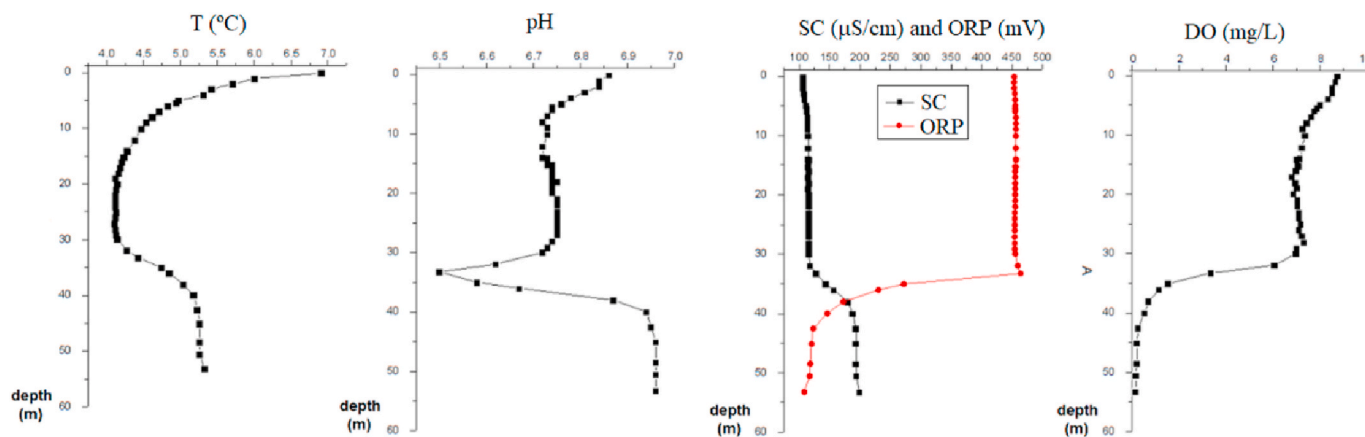 T (ºC)
4.0 4.5 5.0 5.5 6.0 6.5 7.0
0
10
20
30
40
50
60
depth
(m)
pH
6.5 6.6 6.7 6.8 6.9 7.0
0
10
20
30
40
50
60
depth
(m)
SC (μS/cm) and ORP (mV)
100 150 200 250 300 350 400 450 500
0
10
20
30
40
50
60
SC
ORP
depth
(m)
DO (mg/L)
0 2 4 6 8 10
0
10
20
30
40
50
60
A
depth
(m)